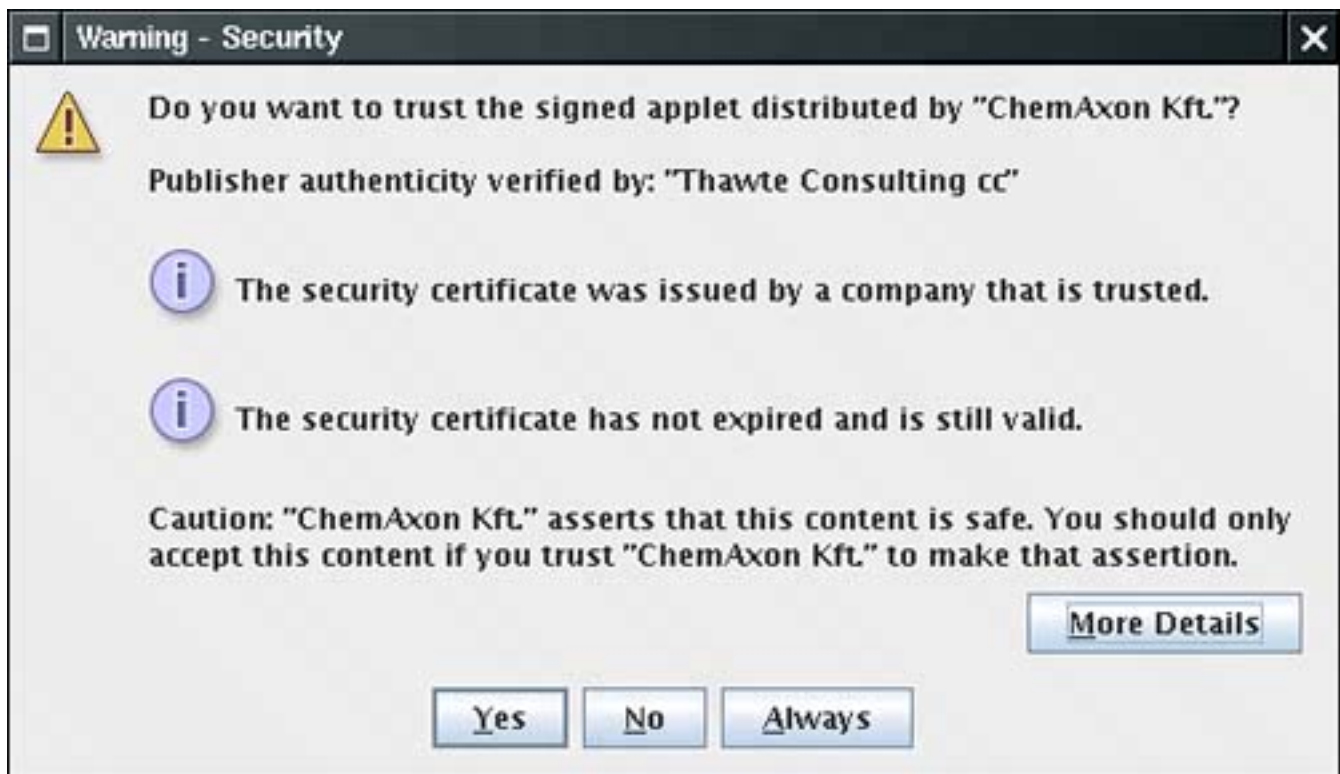 Warning - Security
Do you want to trust the signed applet distributed by "ChemAxon Kft."?
Publisher authenticity verified by: "Thawte Consulting cc"
The security certificate was issued by a company that is trusted.
The security certificate has not expired and is still valid.
Caution: "ChemAxon Kft." asserts that this content is safe. You should only
accept this content if you trust "ChemAxon Kft." to make that assertion.
More Details
Yes No Always